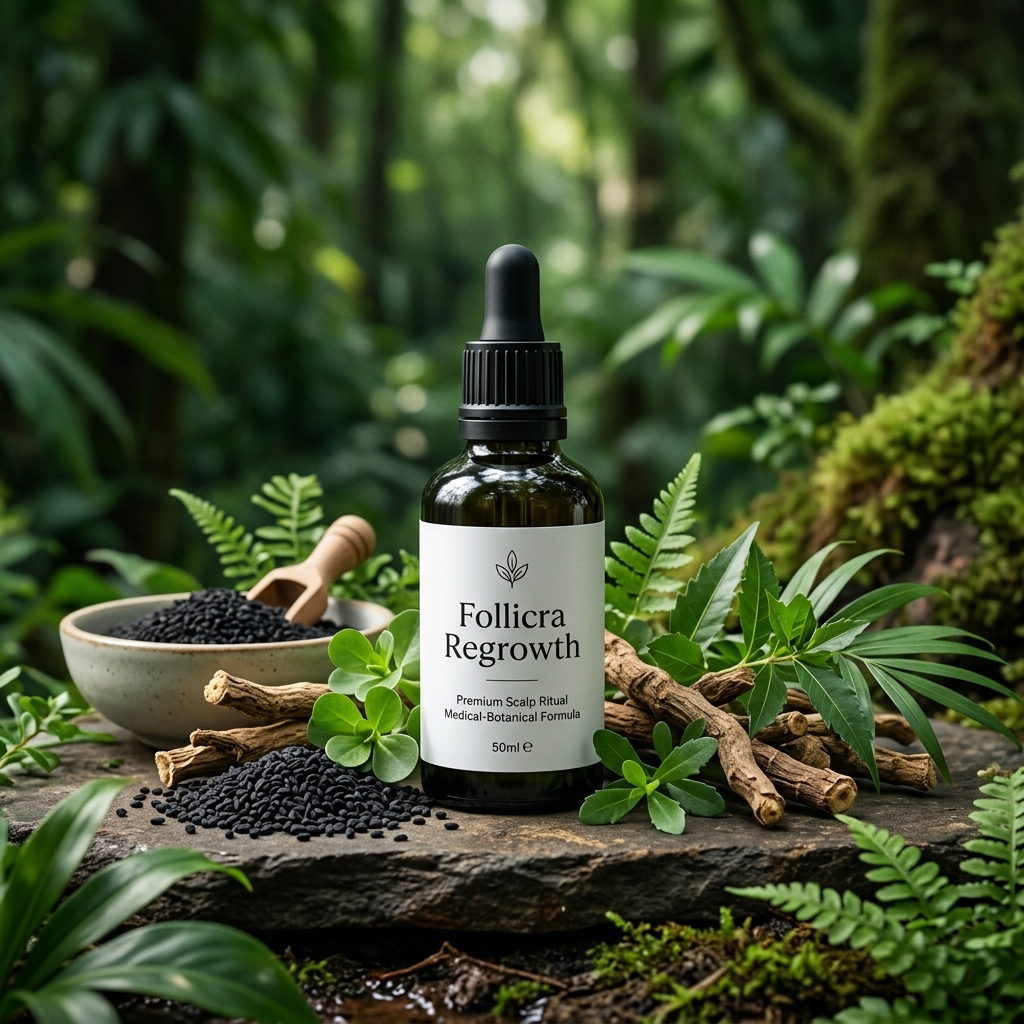 Follicra
Regrowth
Premium Scalp Ritual
Medical-Botanical Formula
50ml ℮